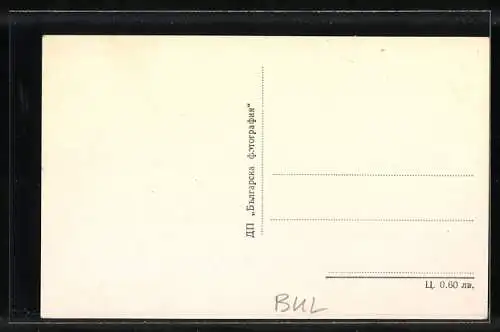 ДП „Българска фотография“
Ц. 0.60 лв.
BUL